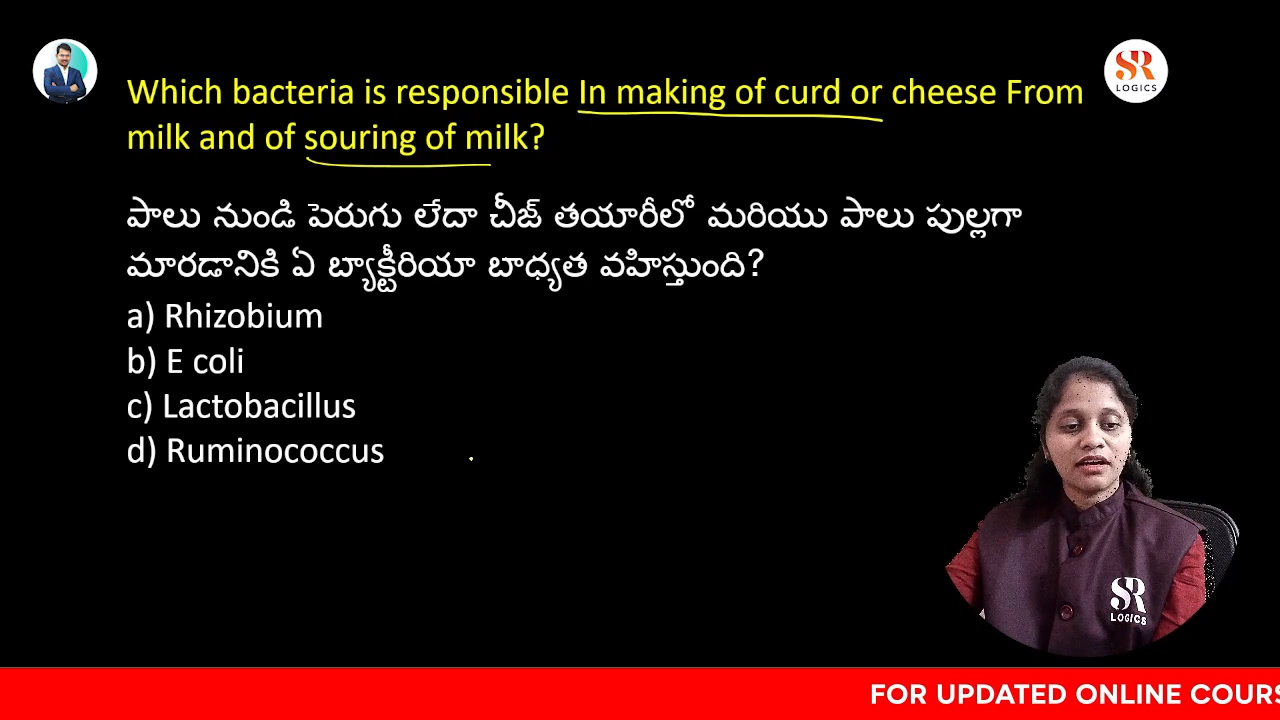 SR
LOGICS
Which bacteria is responsible In making of curd or cheese From
milk and of souring of milk?
పాలు నుండి పెరుగు లేదా చీజ్ తయారీలో మరియు పాలు పుల్లగా
మారడానికి ఏ బ్యాక్టీరియా బాధ్యత వహిస్తుంది?
a) Rhizobium
b) E coli
c) Lactobacillus
d) Ruminococcus
SR
LOGICS
FOR UPDATED ONLINE COURS